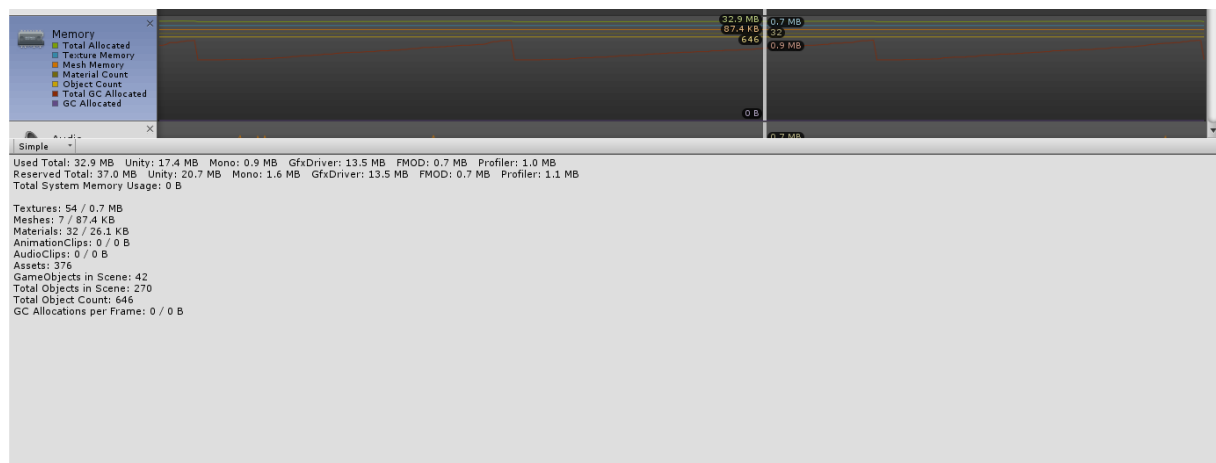 Memory
Total Allocated
Texture Memory
Mesh Memory
Material Count
Object Count
Total GC Allocated
GC Allocated
32.9 MB
87.4 KB
646
0 B
0.7 MB
32
0.9 MB
Audio
0.7 MB
Simple
Used Total: 32.9 MB Unity: 17.4 MB Mono: 0.9 MB GfxDriver: 13.5 MB FMOD: 0.7 MB Profiler: 1.0 MB
Reserved Total: 37.0 MB Unity: 20.7 MB Mono: 1.6 MB GfxDriver: 13.5 MB FMOD: 0.7 MB Profiler: 1.1 MB
Total System Memory Usage: 0 B
Textures: 54 / 0.7 MB
Meshes: 7 / 87.4 KB
Materials: 32 / 26.1 KB
AnimationClips: 0 / 0 B
AudioClips: 0 / 0 B
Assets: 376
GameObjects in Scene: 42
Total Objects in Scene: 270
Total Object Count: 646
GC Allocations per Frame: 0 / 0 B